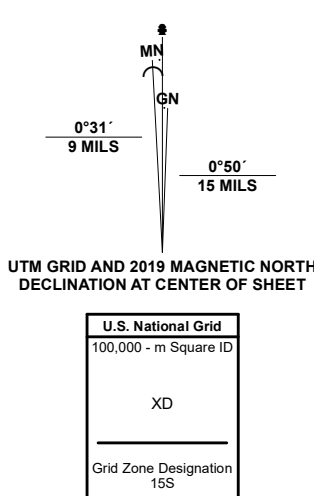 MN
GN
0°31´
9 MILS
0°50´
15 MILS
UTM GRID AND 2019 MAGNETIC NORTH
DECLINATION AT CENTER OF SHEET
U.S. National Grid
100,000 - m Square ID
XD
Grid Zone Designation
15S